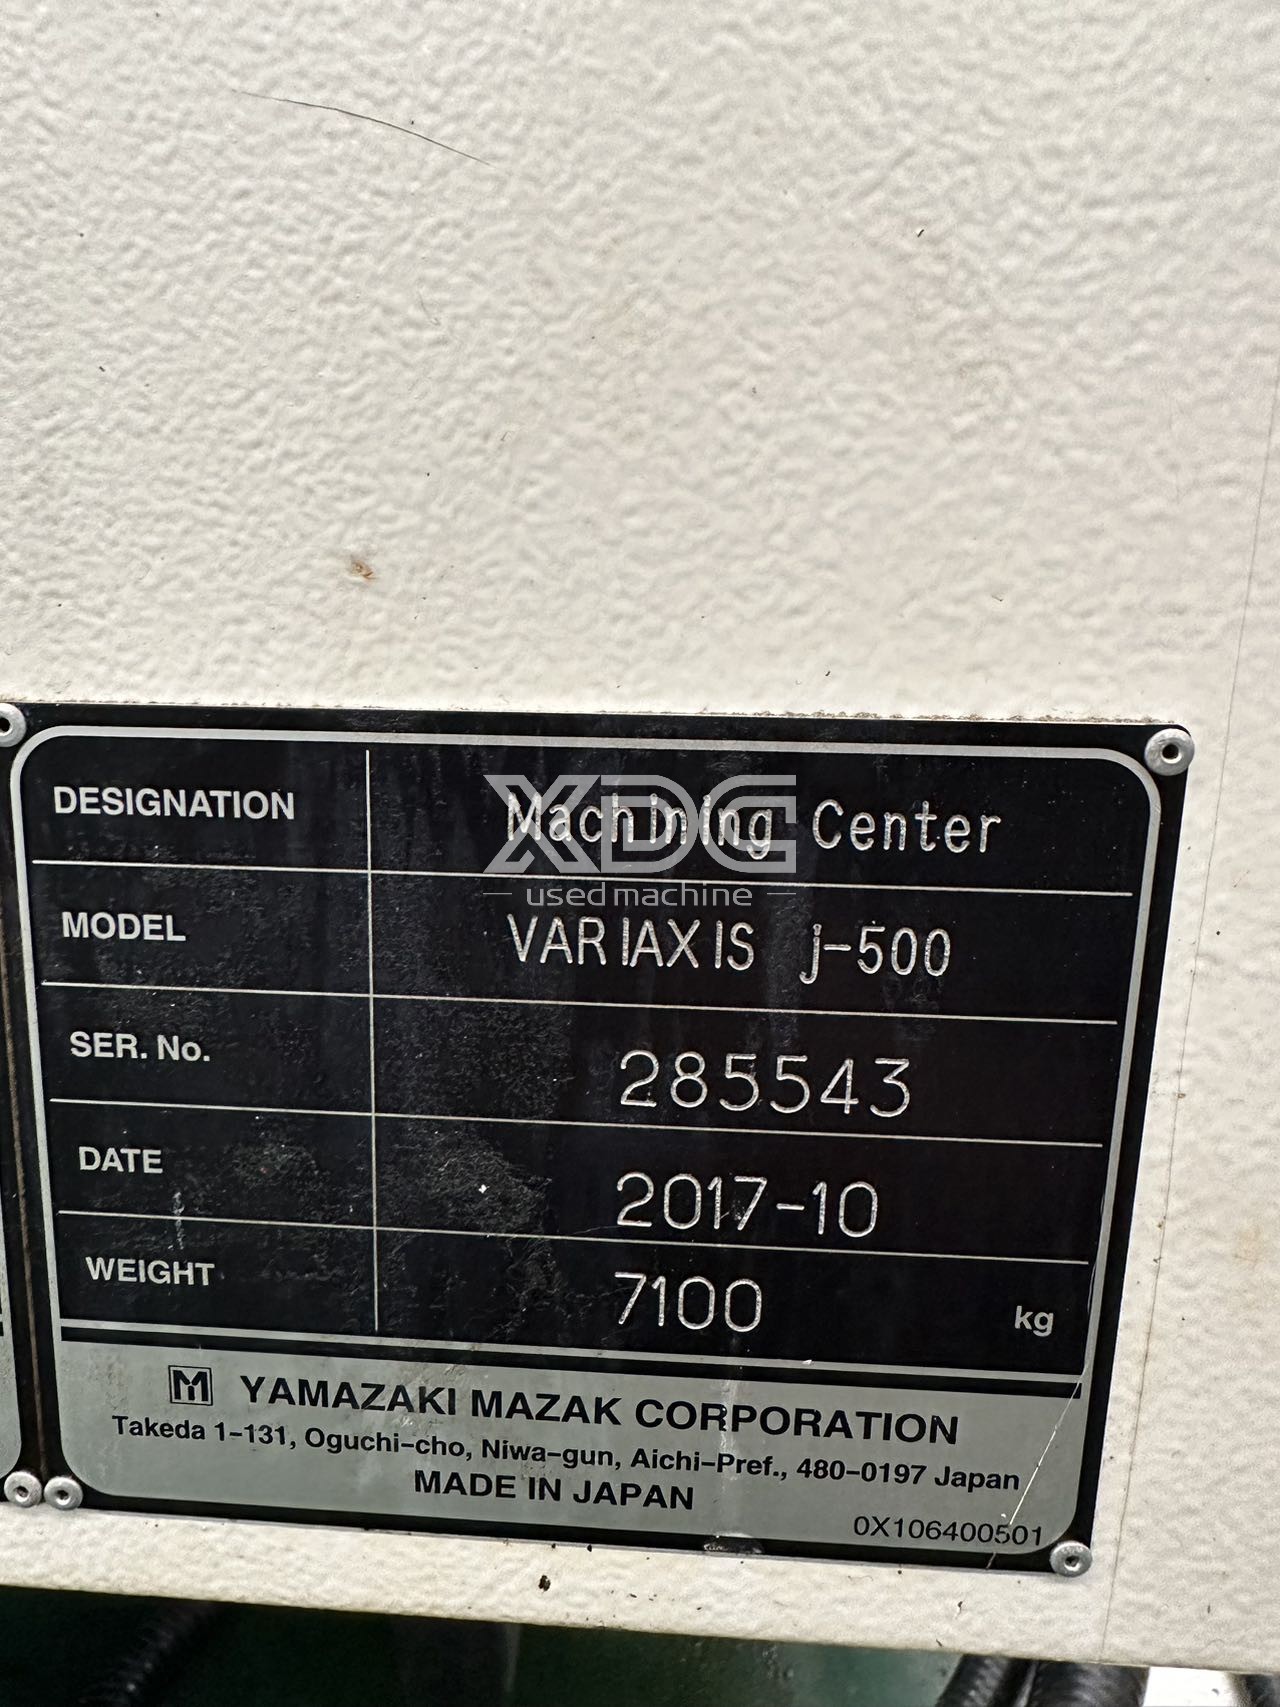 DESIGNATION Machining Center
XDG
used machine
MODEL VARIAXIS j-500
SER. No. 285543
DATE 2017-10
WEIGHT 7100 kg
M YAMAZAKI MAZAK CORPORATION
Takeda 1-131, Oguchi-cho, Niwa-gun, Aichi-Pref., 480-0197 Japan
MADE IN JAPAN
0X106400501